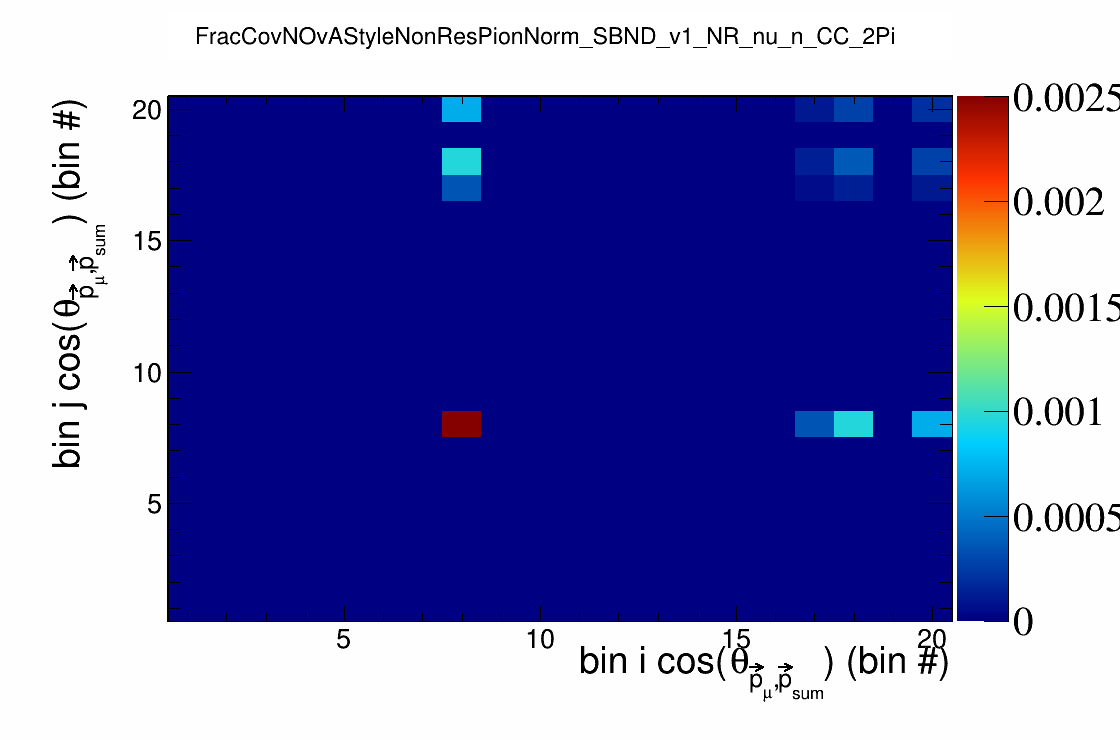 FracCovNOvAStyleNonResPionNorm_SBND_v1_NR_nu_n_CC_2Pi
bin j cos(θ p⃗μ,p⃗sum) (bin #)
20
15
10
5
5 10 15 20
bin i cos(θ p⃗μ,p⃗sum) (bin #)
0.0025
0.002
0.0015
0.001
0.0005
0